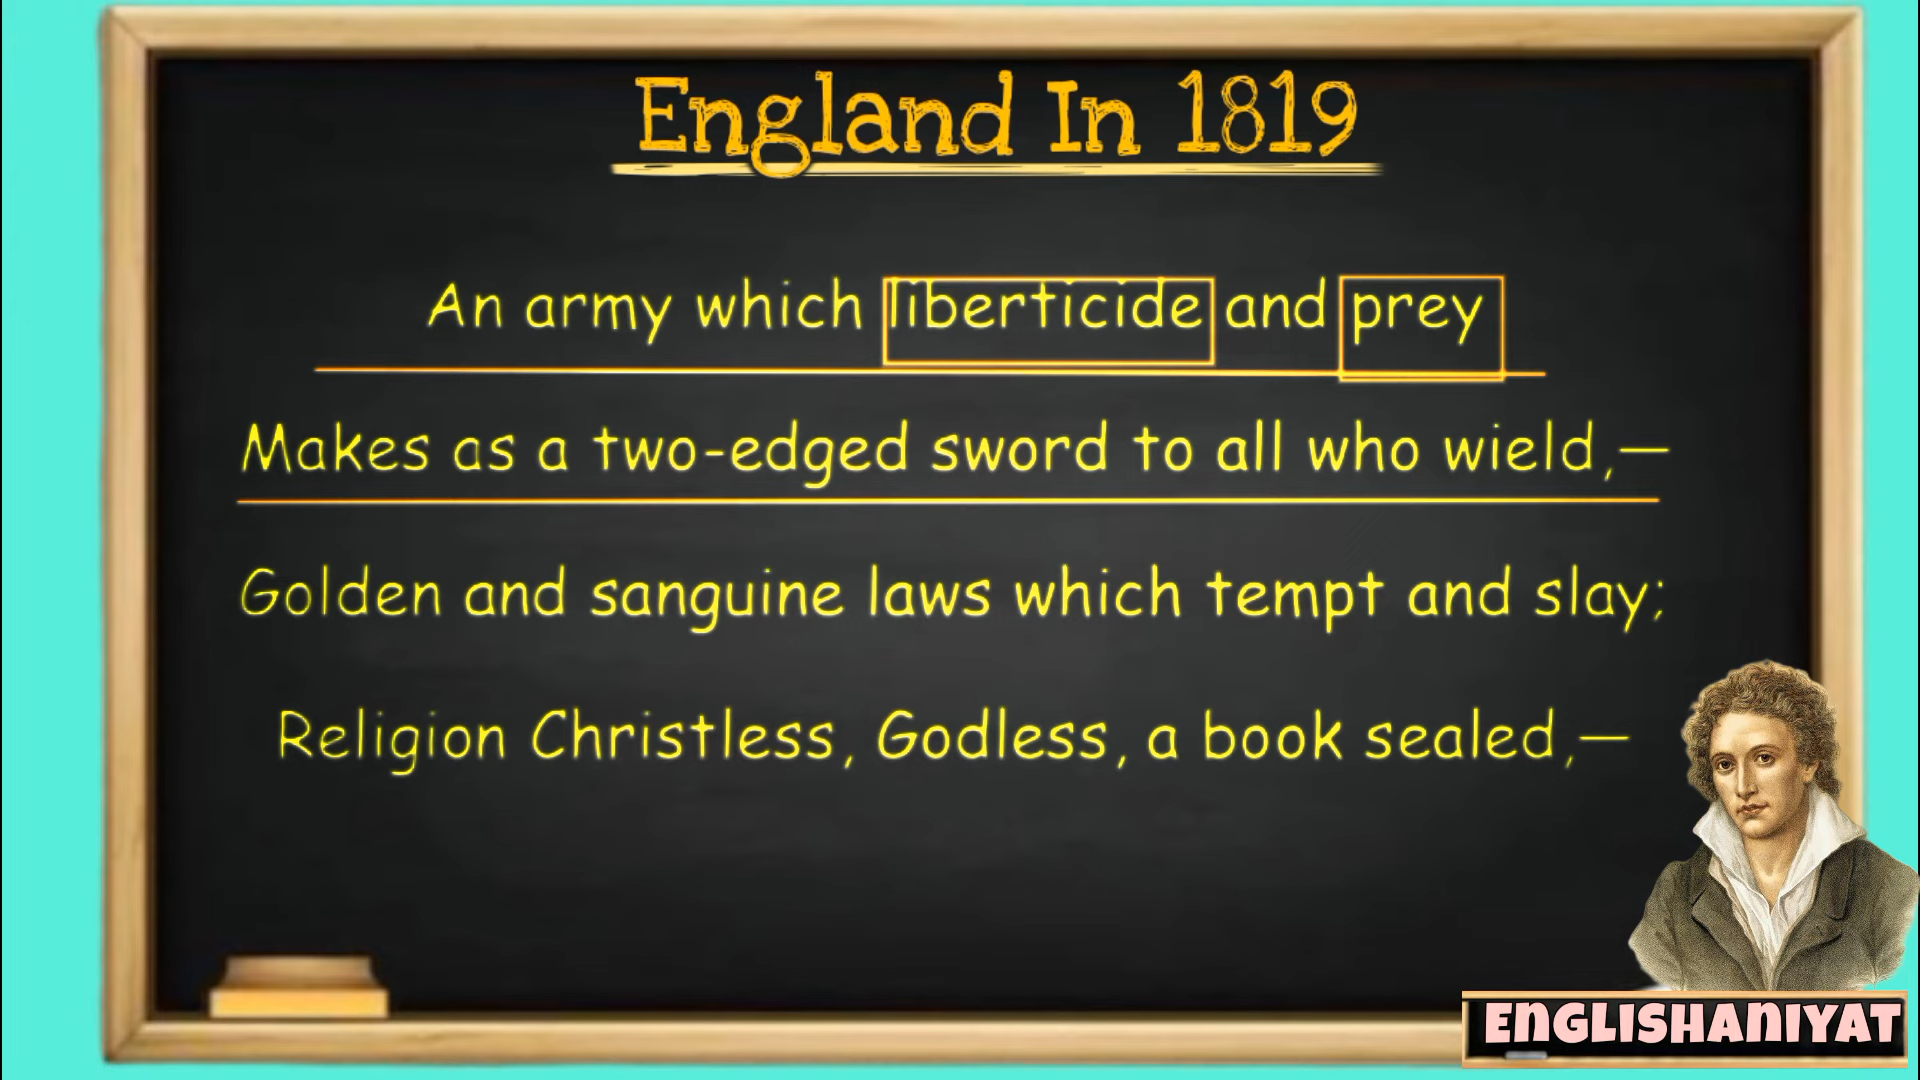 England In 1819
An army which liberticide and prey
Makes as a two-edged sword to all who wield,—
Golden and sanguine laws which tempt and slay;
Religion Christless, Godless, a book sealed,—
ENGLISHANIYAT